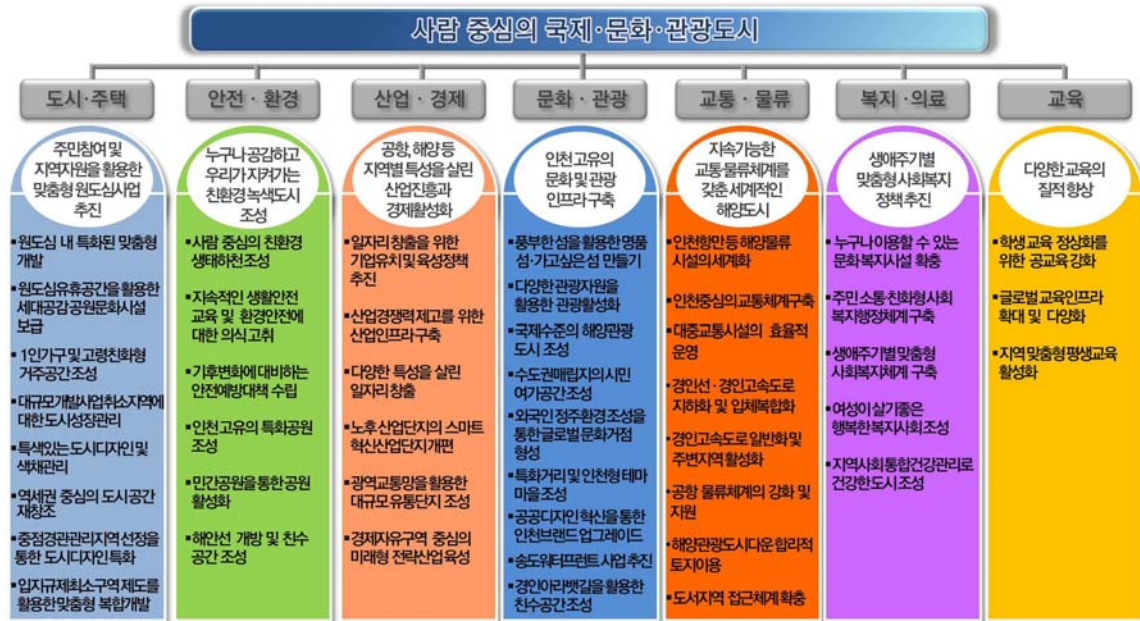 사람 중심의 국제·문화·관광도시
도시·주택
주민참여 및
지역자원을 활용한
맞춤형 원도심사업
추진
▪원도심 내 특화된 맞춤형
개발
▪원도심유휴공간을 활용한
세대공감 공원문화시설
보급
▪1인가구 및 고령친화형
거주공간 조성
▪대규모개발사업취소지역에
대한 도시성장관리
▪특색있는 도시디자인 및
색채관리
▪역세권 중심의 도시 공간
재창조
▪중점경관관리지역 선정을
통한 도시디자인 특화
▪입지규제최소구역 제도를
활용한 맞춤형 복합개발
안전·환경
누구나 공감하고
우리가 지켜가는
친환경 녹색도시
조성
▪사람 중심의 친환경
생태하천 조성
▪지속적인 생활안전
교육 및 환경안전에
대한 의식 고취
▪기후변화에 대비하는
안전예방대책 수립
▪인천 고유의 특화공원
조성
▪민간공원을 통한 공원
활성화
▪해안선 개방 및 친수
공간 조성
산업·경제
공항, 해양 등
지역별 특성을 살린
산업진흥과
경제활성화
▪일자리 창출을 위한
기업유치 및 육성정책
추진
▪산업경쟁력 제고를 위한
산업인프라 구축
▪다양한 특성을 살린
일자리 창출
▪노후 산업단지의 스마트
혁신산업단지 개편
▪광역교통망을 활용한
대규모 유통단지 조성
▪경제자유구역 중심의
미래형 전략산업 육성
문화·관광
인천 고유의
문화 및 관광
인프라 구축
▪풍부한 섬을 활용한 명품
섬·가고싶은 섬 만들기
▪다양한 관광자원을
활용한 관광활성화
▪국제수준의 해양관광
도시 조성
▪수도권매립지의 시민
여가공간 조성
▪외국인 정주환경 조성을
통한 글로벌 문화거점
형성
▪특화거리 및 인천형 테마
마을 조성
▪공공디자인 혁신을 통한
인천브랜드 업그레이드
▪송도워터프런트 사업 추진
▪경인아라뱃길을 활용한
친수공간 조성
교통·물류
지속가능한
교통·물류체계를
갖춘 세계적인
해양도시
▪인천항만 등 해양물류
시설의 세계화
▪인천중심의 교통체계구축
▪대중교통시설의 효율적
운영
▪경인선·경인고속도로
지하화 및 입체복합화
▪경인고속도로 일반화 및
주변지역 활성화
▪공항 물류체계의 강화 및
지원
▪해양관광도시다운 합리적
토지이용
▪도서지역 접근체계 확충
복지·의료
생애주기별
맞춤형 사회복지
정책 추진
▪누구나 이용할 수 있는
문화 복지시설 확충
▪주민 소통 친화형 사회
복지행정체계 구축
▪생애주기별 맞춤형
사회복지체계 구축
▪여성이 살기좋은
행복한 복지사회 조성
▪지역사회 통합건강관리로
건강한 도시 조성
교육
다양한 교육의
질적 향상
▪학생 교육 정상화를
위한 공교육 강화
▪글로벌 교육인프라
확대 및 다양화
▪지역 맞춤형 평생교육
활성화